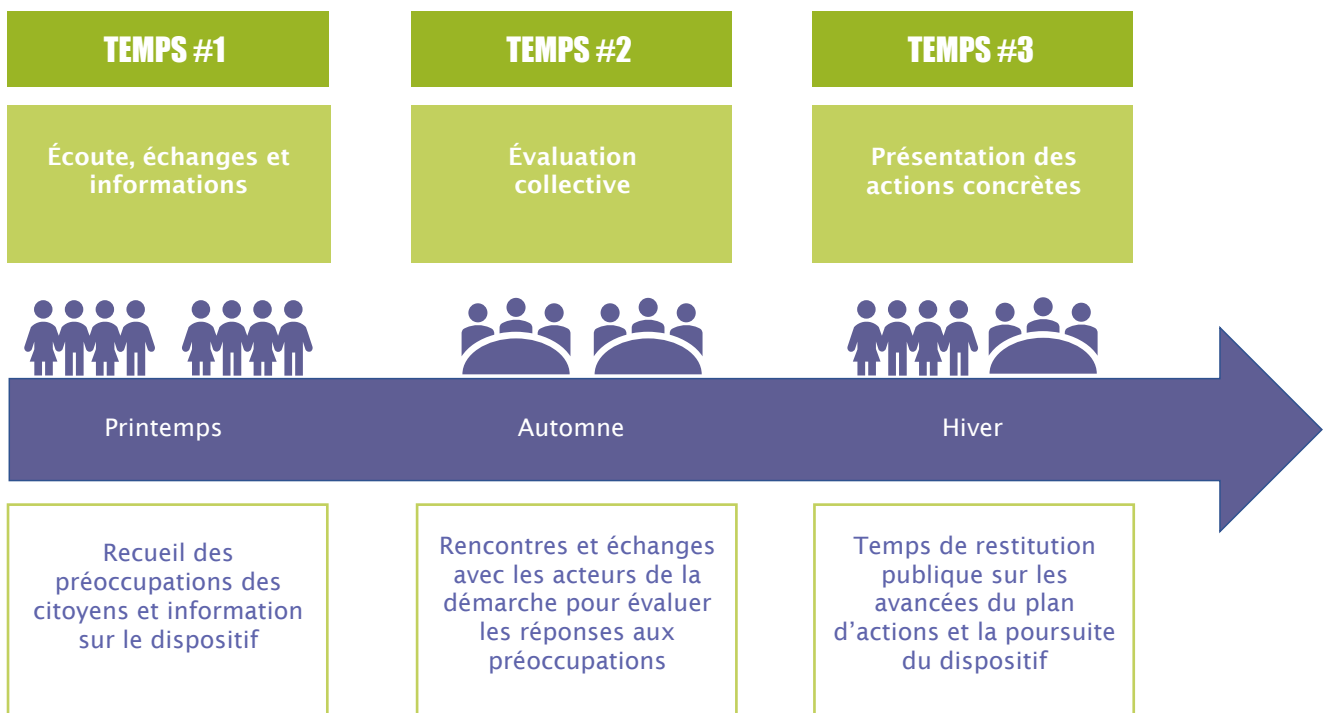 TEMPS #1
Écoute, échanges et
informations
TEMPS #2
Évaluation
collective
TEMPS #3
Présentation des
actions concrètes
Printemps
Automne
Hiver
Recueil des
préoccupations des
citoyens et information
sur le dispositif
Rencontres et échanges
avec les acteurs de la
démarche pour évaluer
les réponses aux
préoccupations
Temps de restitution
publique sur les
avancées du plan
d’actions et la poursuite
du dispositif